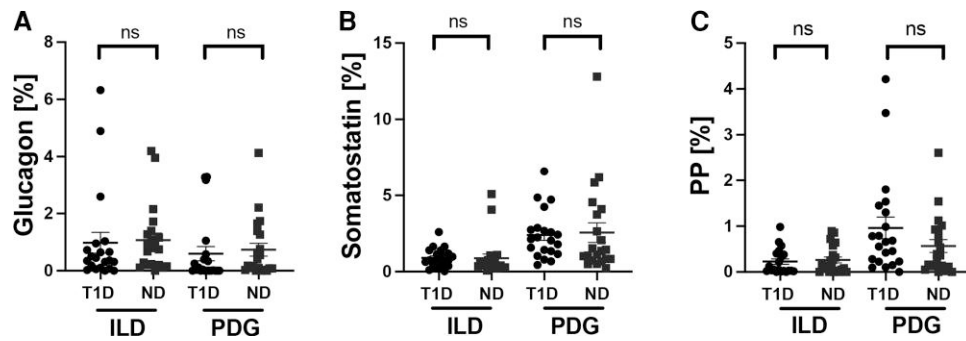 A
Glucagon [%]
8
6
4
2
0
ns
ns
T1D ND T1D ND
ILD PDG
B
Somatostatin [%]
15
10
5
0
ns
ns
T1D ND T1D ND
ILD PDG
C
PP [%]
5
4
3
2
1
0
ns
ns
T1D ND T1D ND
ILD PDG